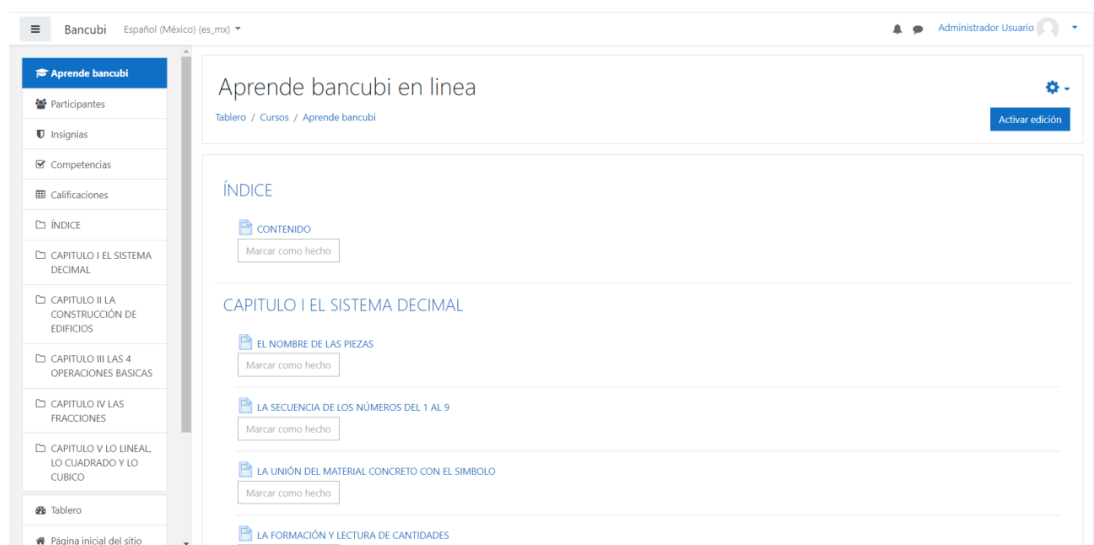 Bancubi
Español (México) (es_mx)
Administrador Usuario
Aprende bancubi
Participantes
Insignias
Competencias
Calificaciones
ÍNDICE
CAPITULO I EL SISTEMA
DECIMAL
CAPITULO II LA
CONSTRUCCIÓN DE
EDIFICIOS
CAPITULO III LAS 4
OPERACIONES BASICAS
CAPITULO IV LAS
FRACCIONES
CAPITULO V LO LINEAL,
LO CUADRADO Y LO
CUBICO
Tablero
Página inicial del sitio
Aprende bancubi en linea
Tablero / Cursos / Aprende bancubi
Activar edición
ÍNDICE
CONTENIDO
Marcar como hecho
CAPITULO I EL SISTEMA DECIMAL
EL NOMBRE DE LAS PIEZAS
Marcar como hecho
LA SECUENCIA DE LOS NÚMEROS DEL 1 AL 9
Marcar como hecho
LA UNIÓN DEL MATERIAL CONCRETO CON EL SIMBOLO
Marcar como hecho
LA FORMACIÓN Y LECTURA DE CANTIDADES